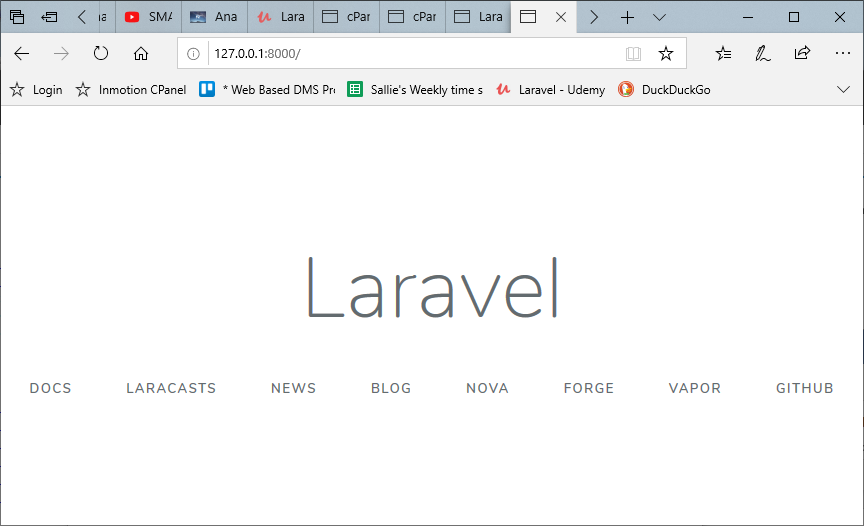 SMA Ana Lara cPar cPar Lara
127.0.0.1:8000/
Login Inmotion CPanel * Web Based DMS Pr Sallie's Weekly time s Laravel - Udemy DuckDuckGo
Laravel
DOCS LARACASTS NEWS BLOG NOVA FORGE VAPOR GITHUB